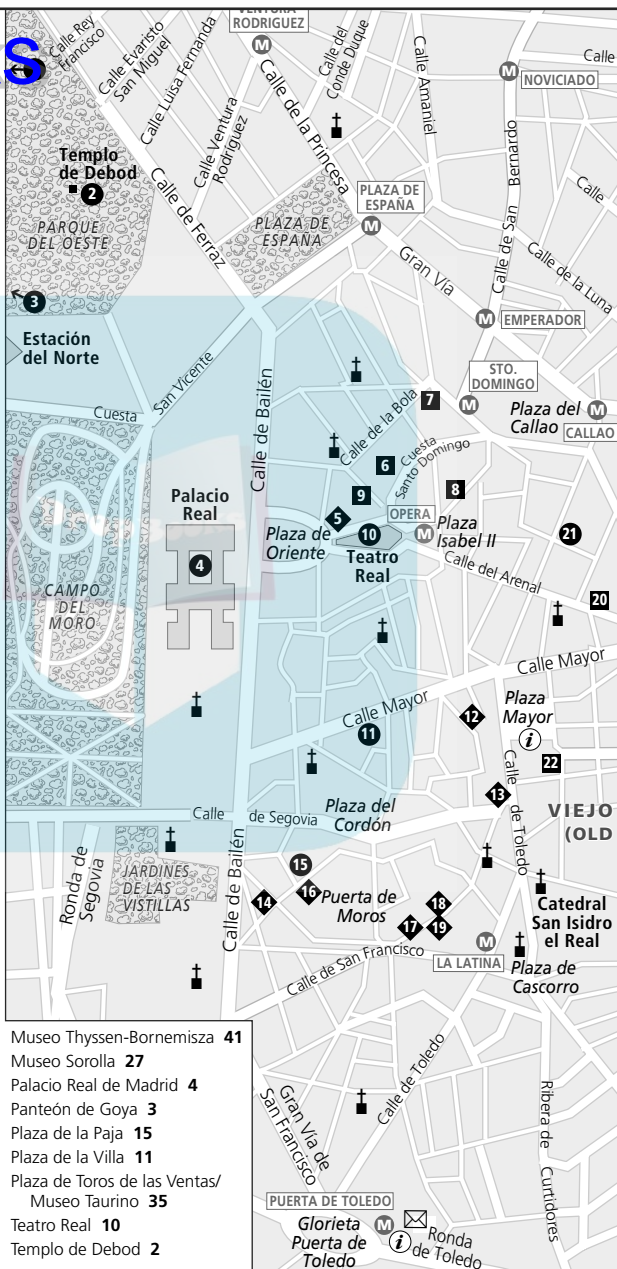 S
Calle Rey
Francisco
Calle Evaristo
San Miguel
Calle Luisa Fernanda
Calle Ventura
Rodriguez
VENTURA
RODRIGUEZ
M
Calle del
Conde Duque
Calle de la Princesa
Calle Amaniel
Calle
M
NOVICIADO
Calle de San Bernardo
Calle
Calle de la Luna
Templo
de Debod
2
PARQUE
DEL OESTE
Calle de Ferraz
PLAZA DE
ESPAÑA
PLAZA DE
ESPAÑA
M
Gran Vía
M
EMPERADOR
3
Estación
del Norte
Cuesta
San Vicente
Calle de Bailén
STO.
DOMINGO
M
Plaza del
Callao
M
CALLAO
7
Calle de la Bola
6
Cuesta
Santo Domingo
9
8
5
OPERA
M
Plaza
Isabel II
10
Teatro
Real
Plaza de
Oriente
21
Palacio
Real
4
CAMPO
DEL
MORO
Calle del Arenal
20
Calle Mayor
Calle Mayor
11
12
Plaza
Mayor
i
22
13
Calle de Toledo
VIEJO
(OLD
Plaza del
Cordón
Calle de Segovia
Ronda de
Segovia
JARDINES
DE LAS
VISTILLAS
Calle de Bailén
15
14
16
Puerta de
Moros
18
17
19
Catedral
San Isidro
el Real
Calle de San Francisco
M
LA LATINA
Plaza de
Cascorro
Calle de Toledo
Gran Vía de
San Francisco
Ribera de Curtidores
PUERTA DE TOLEDO
M
Glorieta
Puerta de
Toledo
i
Ronda
de Toledo
Museo Thyssen-Bornemisza 41
Museo Sorolla 27
Palacio Real de Madrid 4
Panteón de Goya 3
Plaza de la Paja 15
Plaza de la Villa 11
Plaza de Toros de las Ventas/
Museo Taurino 35
Teatro Real 10
Templo de Debod 2